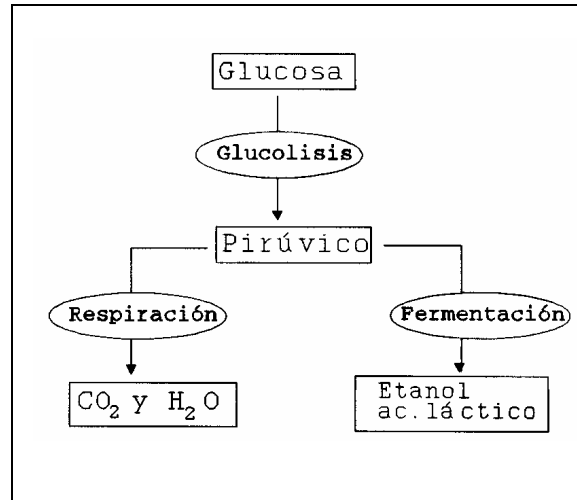 Glucosa
Glucolisis
Pirúvico
Respiración
Fermentación
CO₂ y H₂O
Etanol
ac.láctico